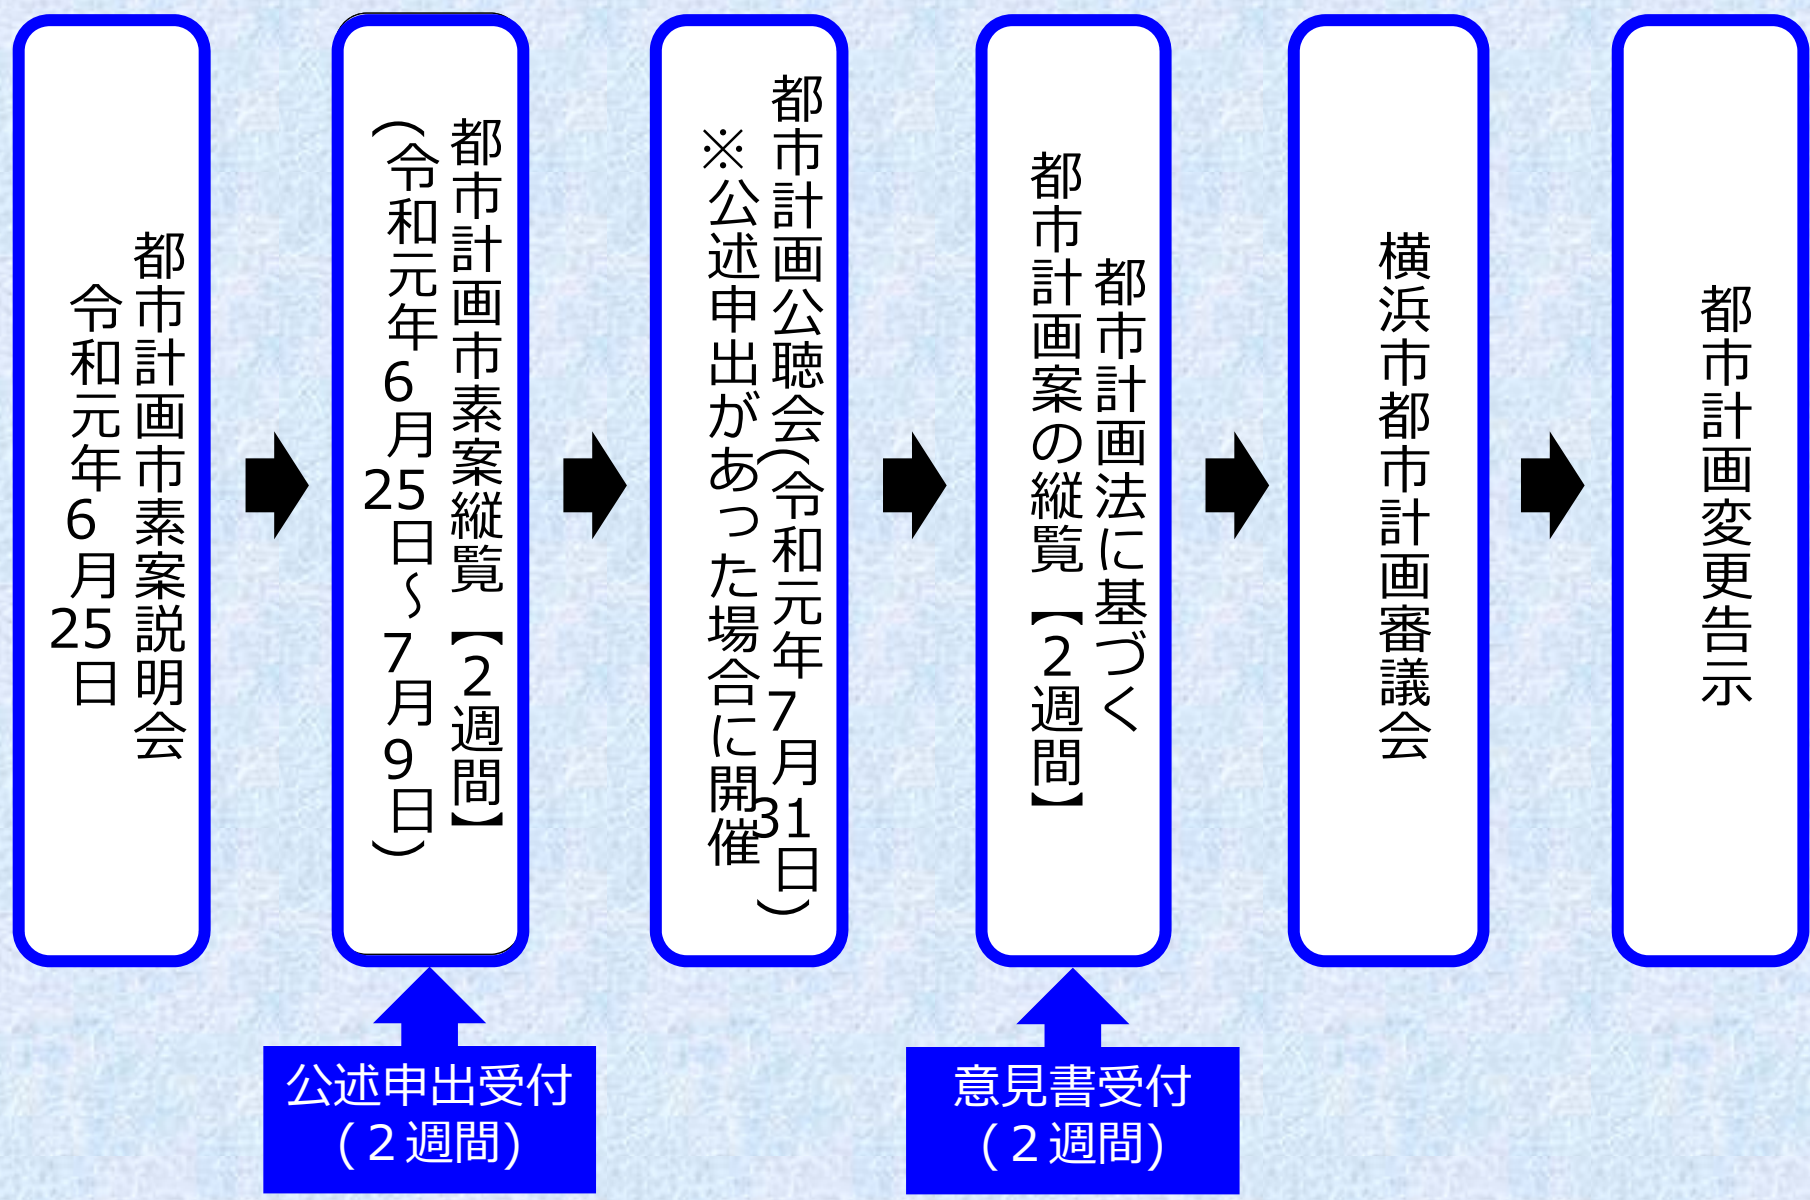 都市計画市素案説明会
令和元年6月25日
都市計画市素案縦覧【2週間】
(令和元年6月25日~7月9日)
都市計画公聴会(令和元年7月31日)
※公述申出があった場合に開催
都市計画法に基づく
都市計画案の縦覧【2週間】
横浜市都市計画審議会
都市計画変更告示
公述申出受付
(2週間)
意見書受付
(2週間)